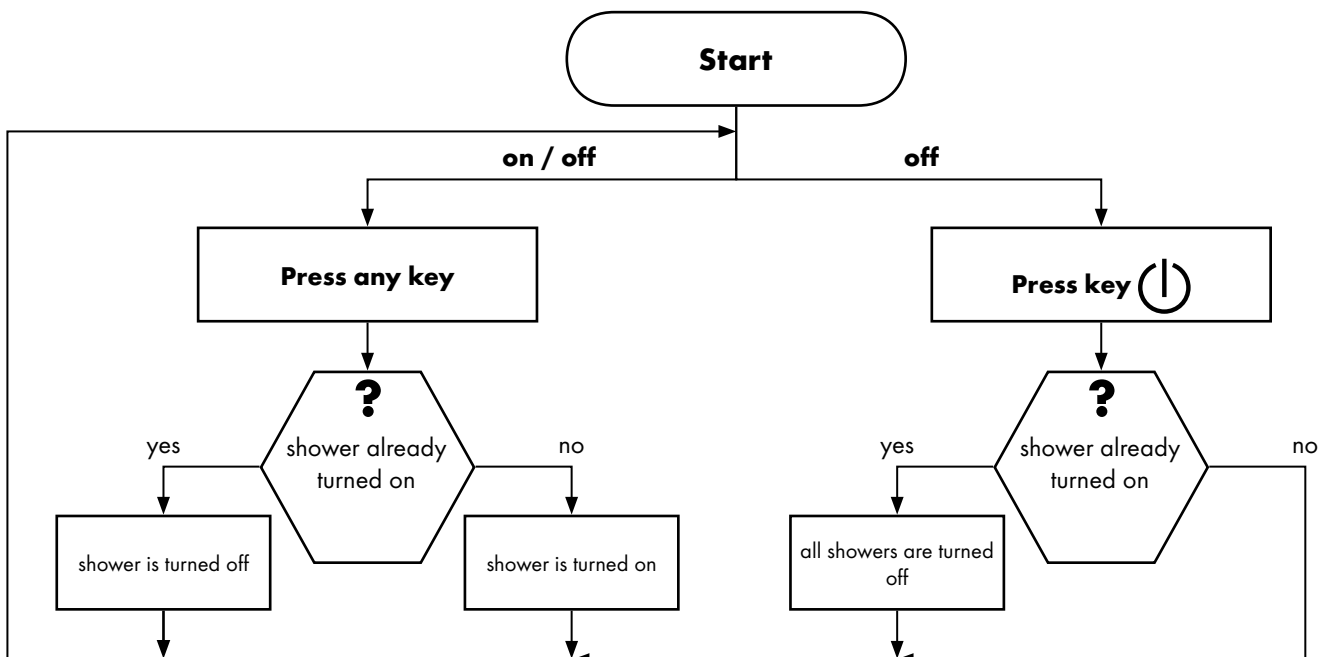 Start
on / off
off
Press any key
Press key
?
shower already
turned on
yes
no
?
shower already
turned on
yes
no
shower is turned off
shower is turned on
all showers are turned
off